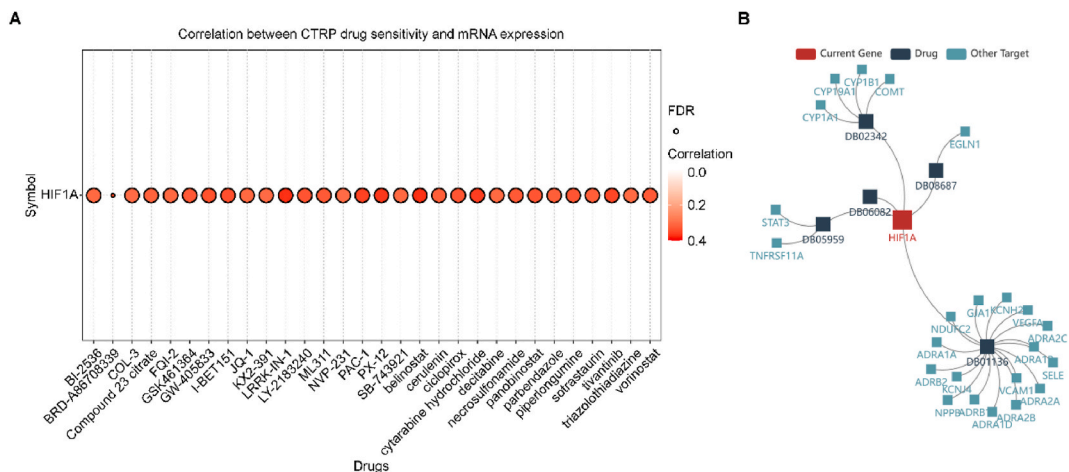 A
Correlation between CTRP drug sensitivity and mRNA expression
Symbol
HIF1A
FDR
Correlation
0.0
0.2
0.4
BI-2536
BRD-A86708339
COL-3
Compound 23 citrate
FQI-2
GSK461364
GW-405833
I-BET151
JQ-1
KX2-391
LRRK-IN-1
LY-2183240
ML311
NVP-231
PAC-1
PX-12
SB-743921
belinostat
cerulenin
ciclopirox
cytarabine hydrochloride
decitabine
necrosulfonamide
panobinostat
parbendazole
piperlongumine
sotrastaurin
tivantinib
triazolothiadiazine
vorinostat
Drugs
B
Current Gene
Drug
Other Target
CYP1B1
CYP19A1
COMT
CYP1A1
DB02342
EGLN1
DB08687
DB06082
STAT3
DB05959
HIF1A
TNFRSF11A
GJA1
KCNH2
VEGFA
NDUFC2
ADRA2C
ADRA1A
DB01136
ADRA1B
SELE
ADRB2
KCNJ4
VCAM1
ADRA2A
NPPB
ADRB1
ADRA2B
ADRA1D